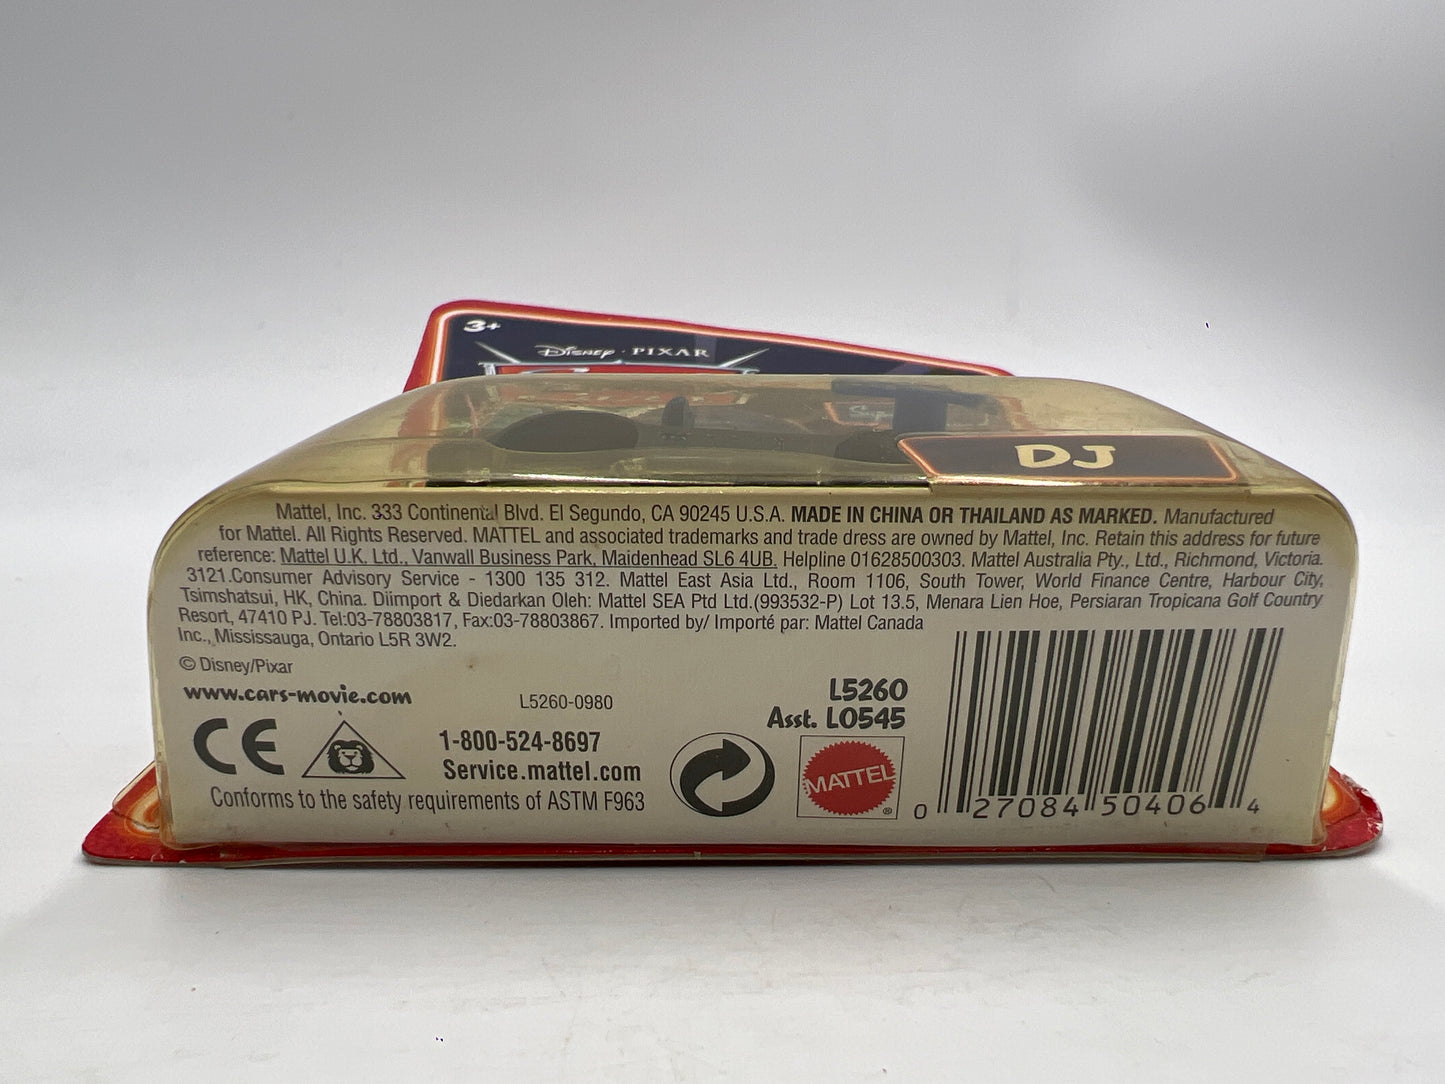 3+
Disney · PIXAR
DJ
Mattel, Inc. 333 Continental Blvd. El Segundo, CA 90245 U.S.A. MADE IN CHINA OR THAILAND AS MARKED. Manufactured
for Mattel. All Rights Reserved. MATTEL and associated trademarks and trade dress are owned by Mattel, Inc. Retain this address for future
reference: Mattel U.K. Ltd., Vanwall Business Park, Maidenhead SL6 4UB. Helpline 01628500303. Mattel Australia Pty., Ltd., Richmond, Victoria.
3121.Consumer Advisory Service - 1300 135 312. Mattel East Asia Ltd., Room 1106, South Tower, World Finance Centre, Harbour City,
Tsimshatsui, HK, China. Diimport & Diedarkan Oleh: Mattel SEA Ptd Ltd.(993532-P) Lot 13.5, Menara Lien Hoe, Persiaran Tropicana Golf Country
Resort, 47410 PJ. Tel:03-78803817, Fax:03-78803867. Imported by/ Importé par: Mattel Canada
Inc., Mississauga, Ontario L5R 3W2.
© Disney/Pixar
www.cars-movie.com
L5260-0980
L5260
Asst. L0545
CE
1-800-524-8697
Service.mattel.com
Conforms to the safety requirements of ASTM F963
MATTEL
®
0 27084 50406 4